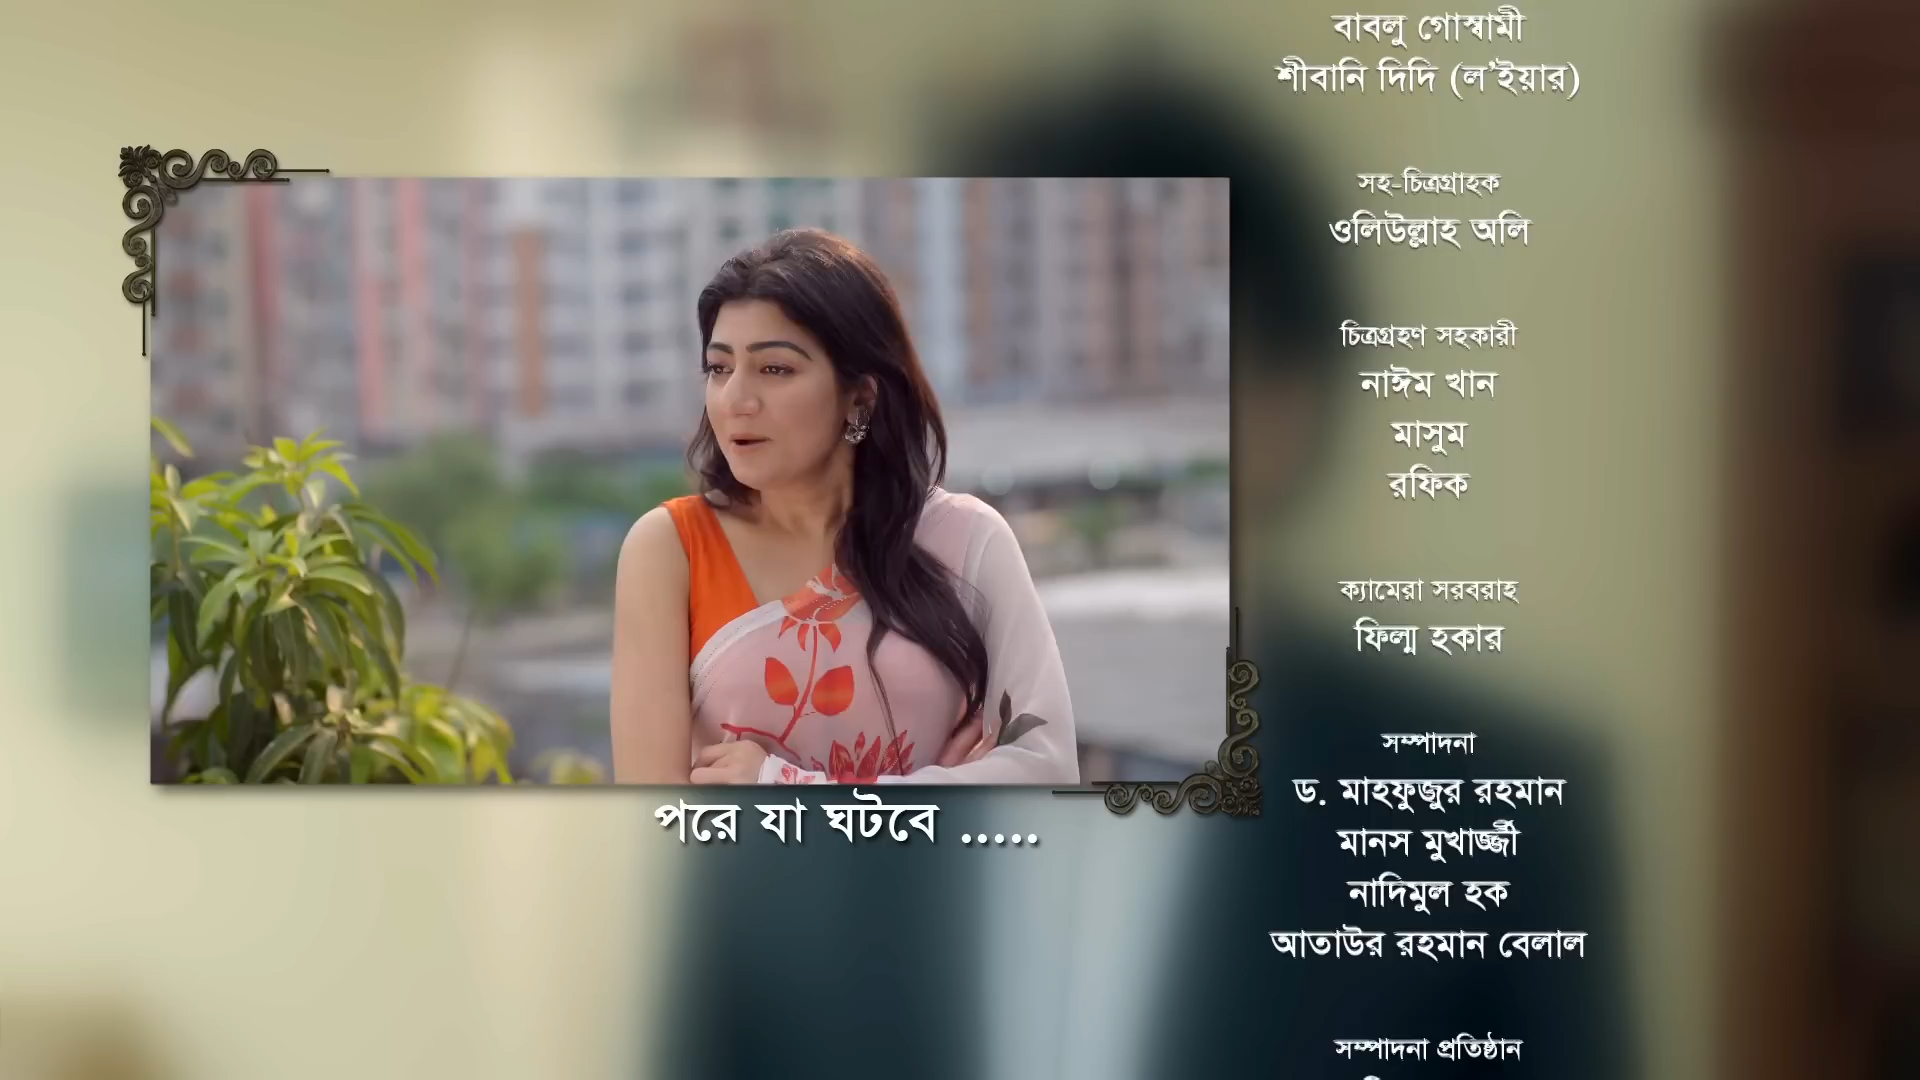 বাবলু গোস্বামী
শীবানি দিদি (ল'ইয়ার)
সহ-চিত্রগ্রাহক
ওলিউল্লাহ অলি
চিত্রগ্রহণ সহকারী
নাঈম খান
মাসুম
রফিক
ক্যামেরা সরবরাহ
ফিল্ম হকার
সম্পাদনা
ড. মাহফুজুর রহমান
মানস মুখার্জ্জী
নাদিমুল হক
আতাউর রহমান বেলাল
সম্পাদনা প্রতিষ্ঠান
পরে যা ঘটবে .....